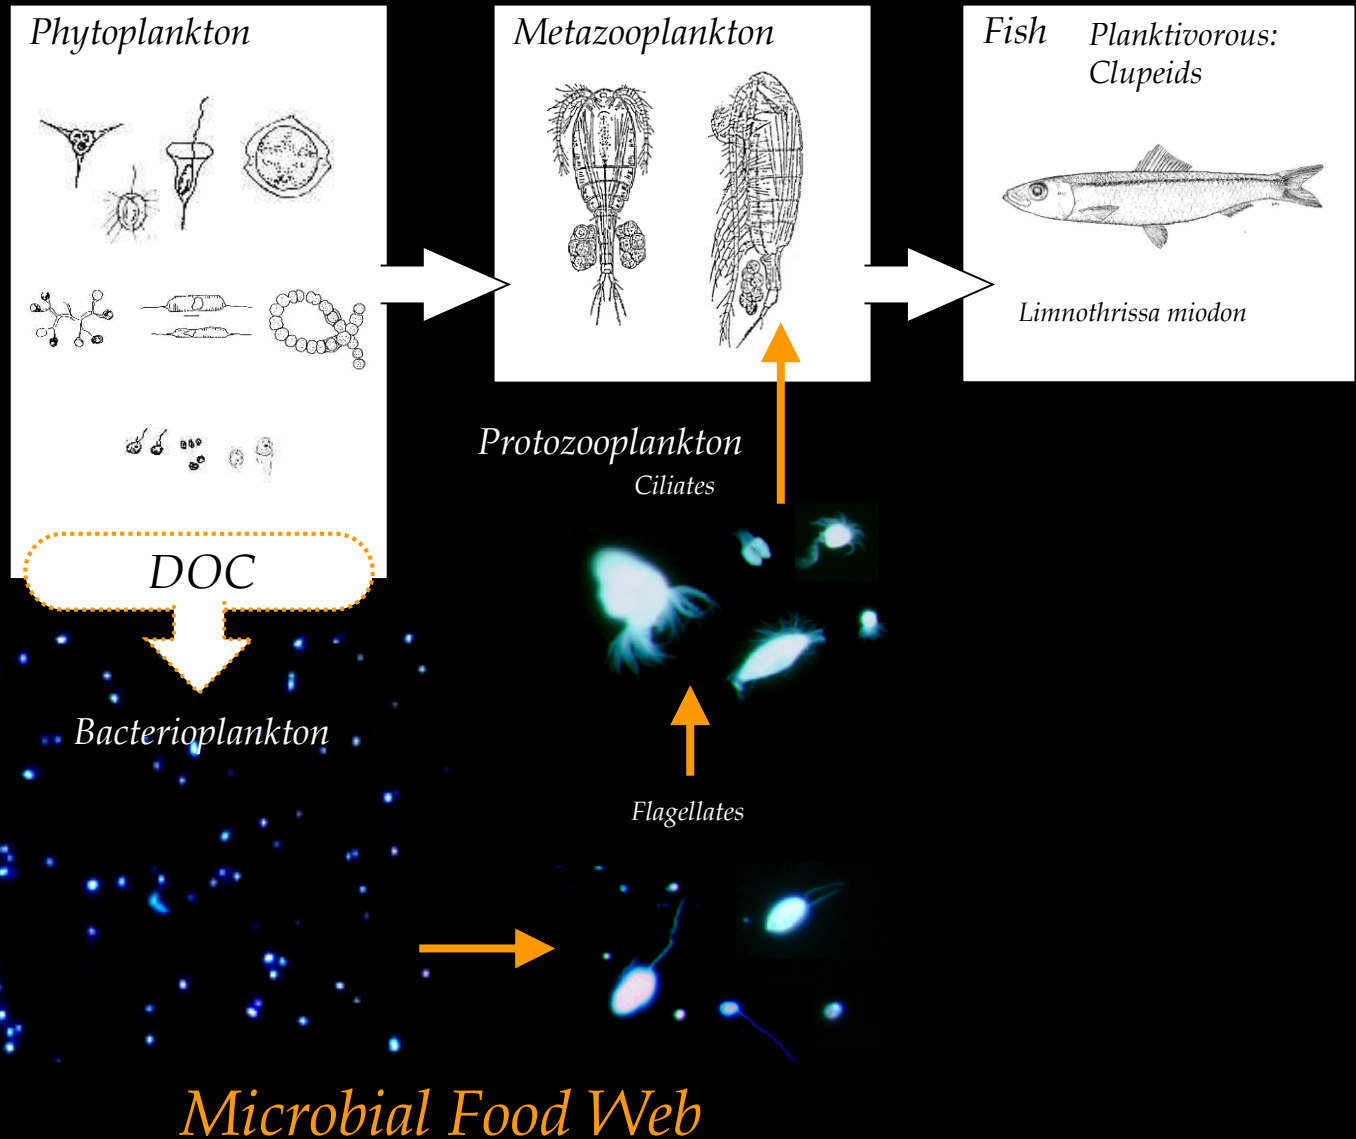 Phytoplankton
Metazooplankton
Fish
Planktivorous:
Clupeids
Limnothrissa miodon
Protozooplankton
Ciliates
DOC
Bacterioplankton
Flagellates
Microbial Food Web